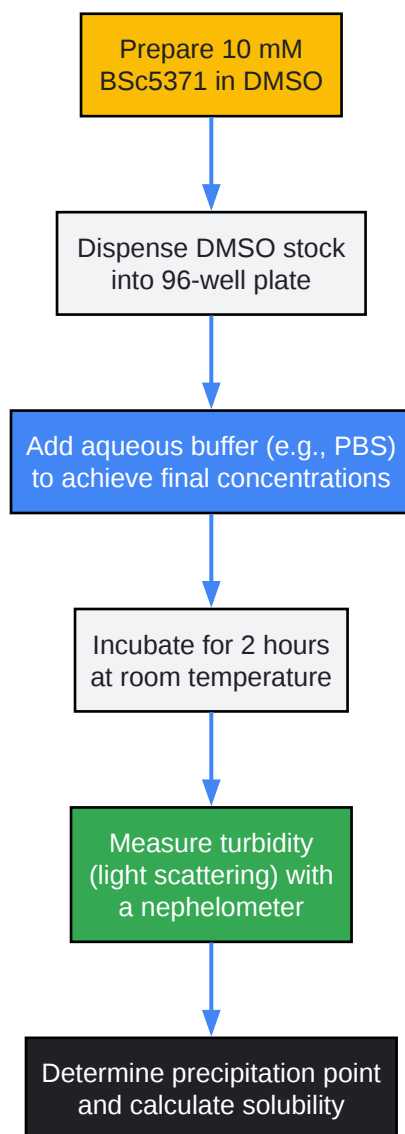 Prepare 10 mM
BSc5371 in DMSO
Dispense DMSO stock
into 96-well plate
Add aqueous buffer (e.g., PBS)
to achieve final concentrations
Incubate for 2 hours
at room temperature
Measure turbidity
(light scattering) with
a nephelometer
Determine precipitation point
and calculate solubility